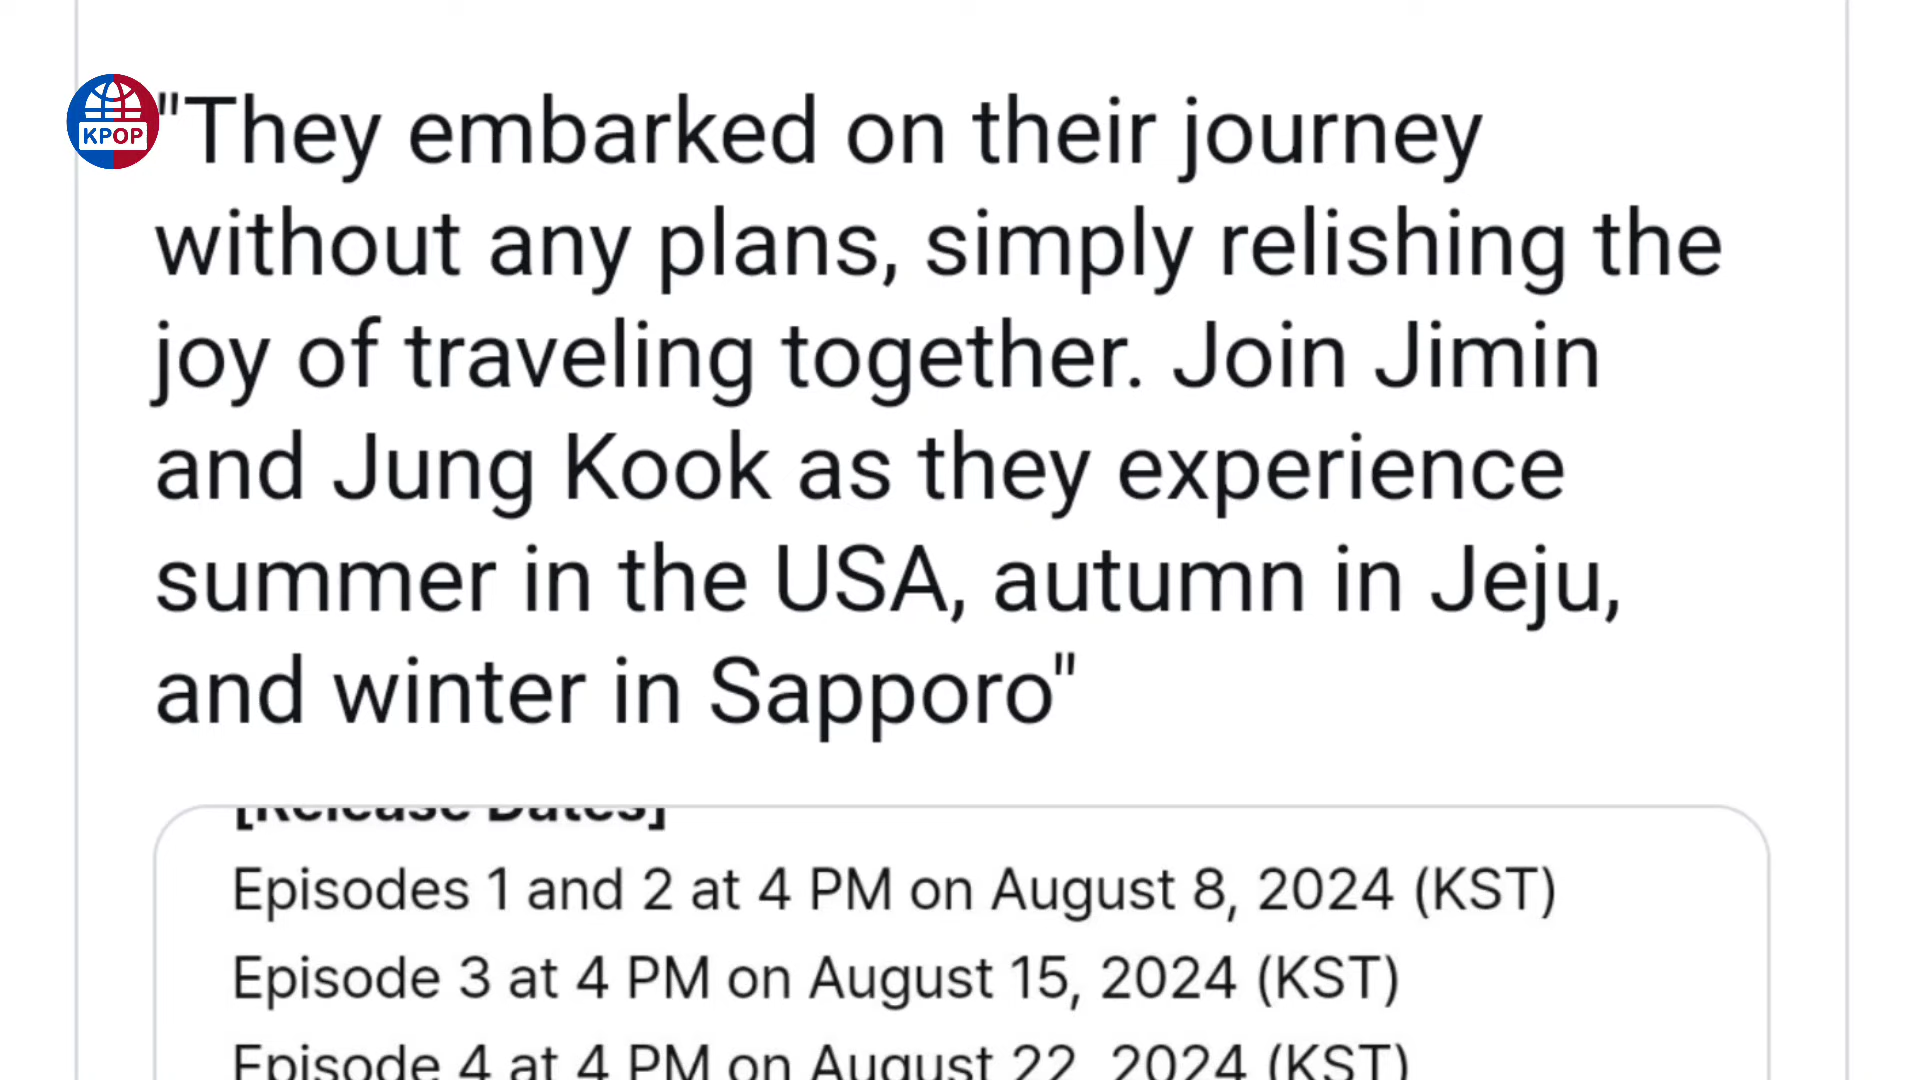 KPOP
"They embarked on their journey
without any plans, simply relishing the
joy of traveling together. Join Jimin
and Jung Kook as they experience
summer in the USA, autumn in Jeju,
and winter in Sapporo"
[Release Dates]
Episodes 1 and 2 at 4 PM on August 8, 2024 (KST)
Episode 3 at 4 PM on August 15, 2024 (KST)
Episode 4 at 4 PM on August 22, 2024 (KST)